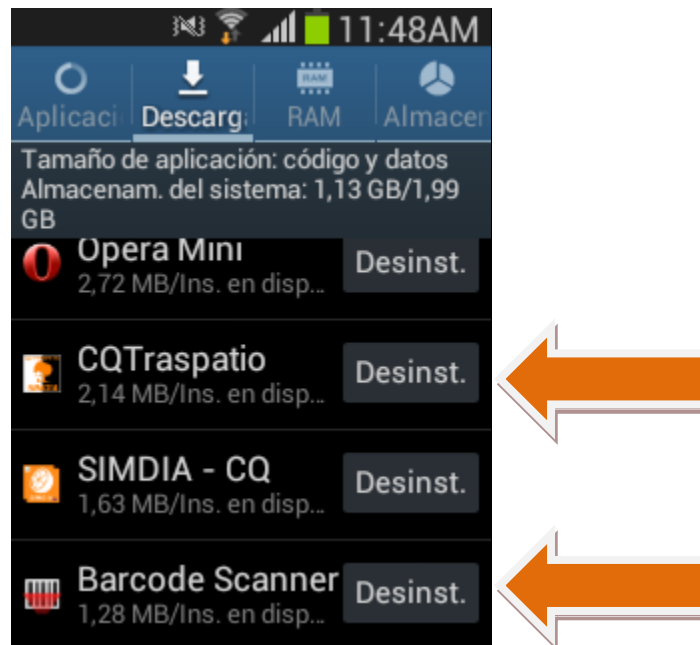 11:48AM
Aplicaci Descarg RAM Almacen
Tamaño de aplicación: código y datos
Almacenam. del sistema: 1,13 GB/1,99
GB
Opera Mini
2,72 MB/Ins. en disp...
Desinst.
CQTraspatio
2,14 MB/Ins. en disp...
Desinst.
SIMDIA - CQ
1,63 MB/Ins. en disp...
Desinst.
Barcode Scanner
1,28 MB/Ins. en disp...
Desinst.